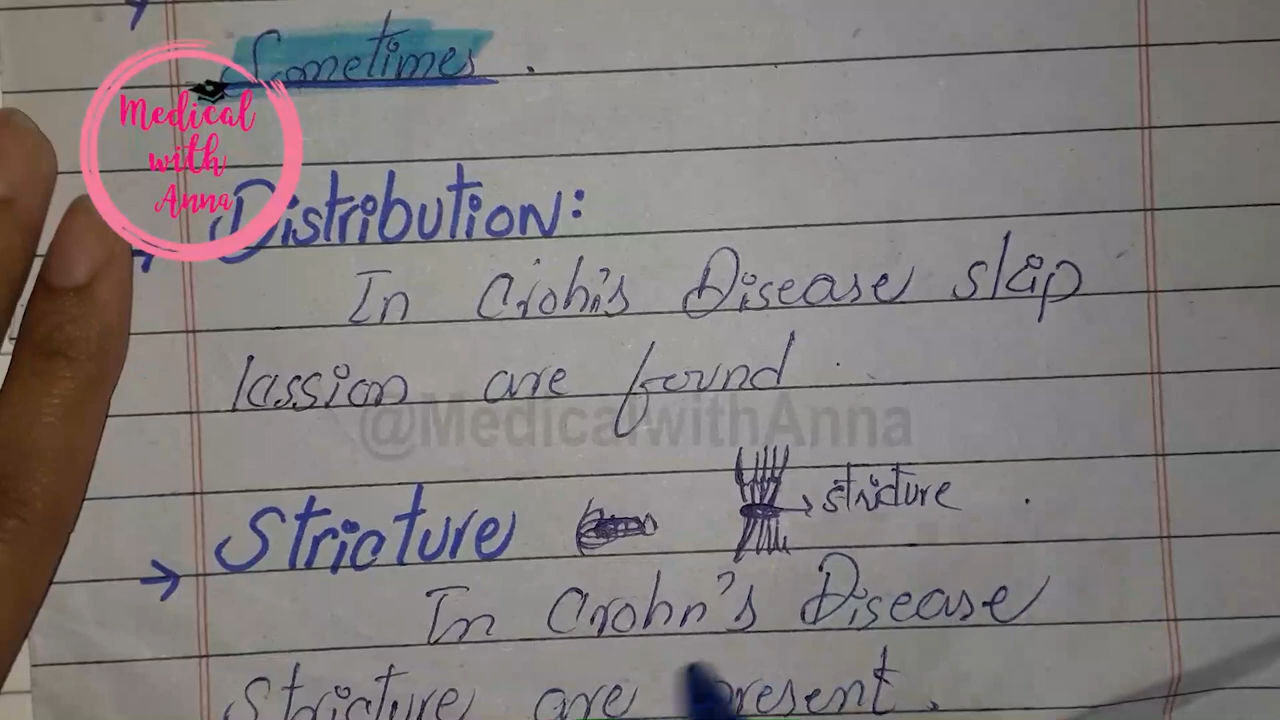 Sometimes.
Medical
with
Anna
Distribution:
In Crohn's Disease skip
lassion are found.
@MedicalwithAnna
Stricture
stricture
In Crohn's Disease
Stricture are present.